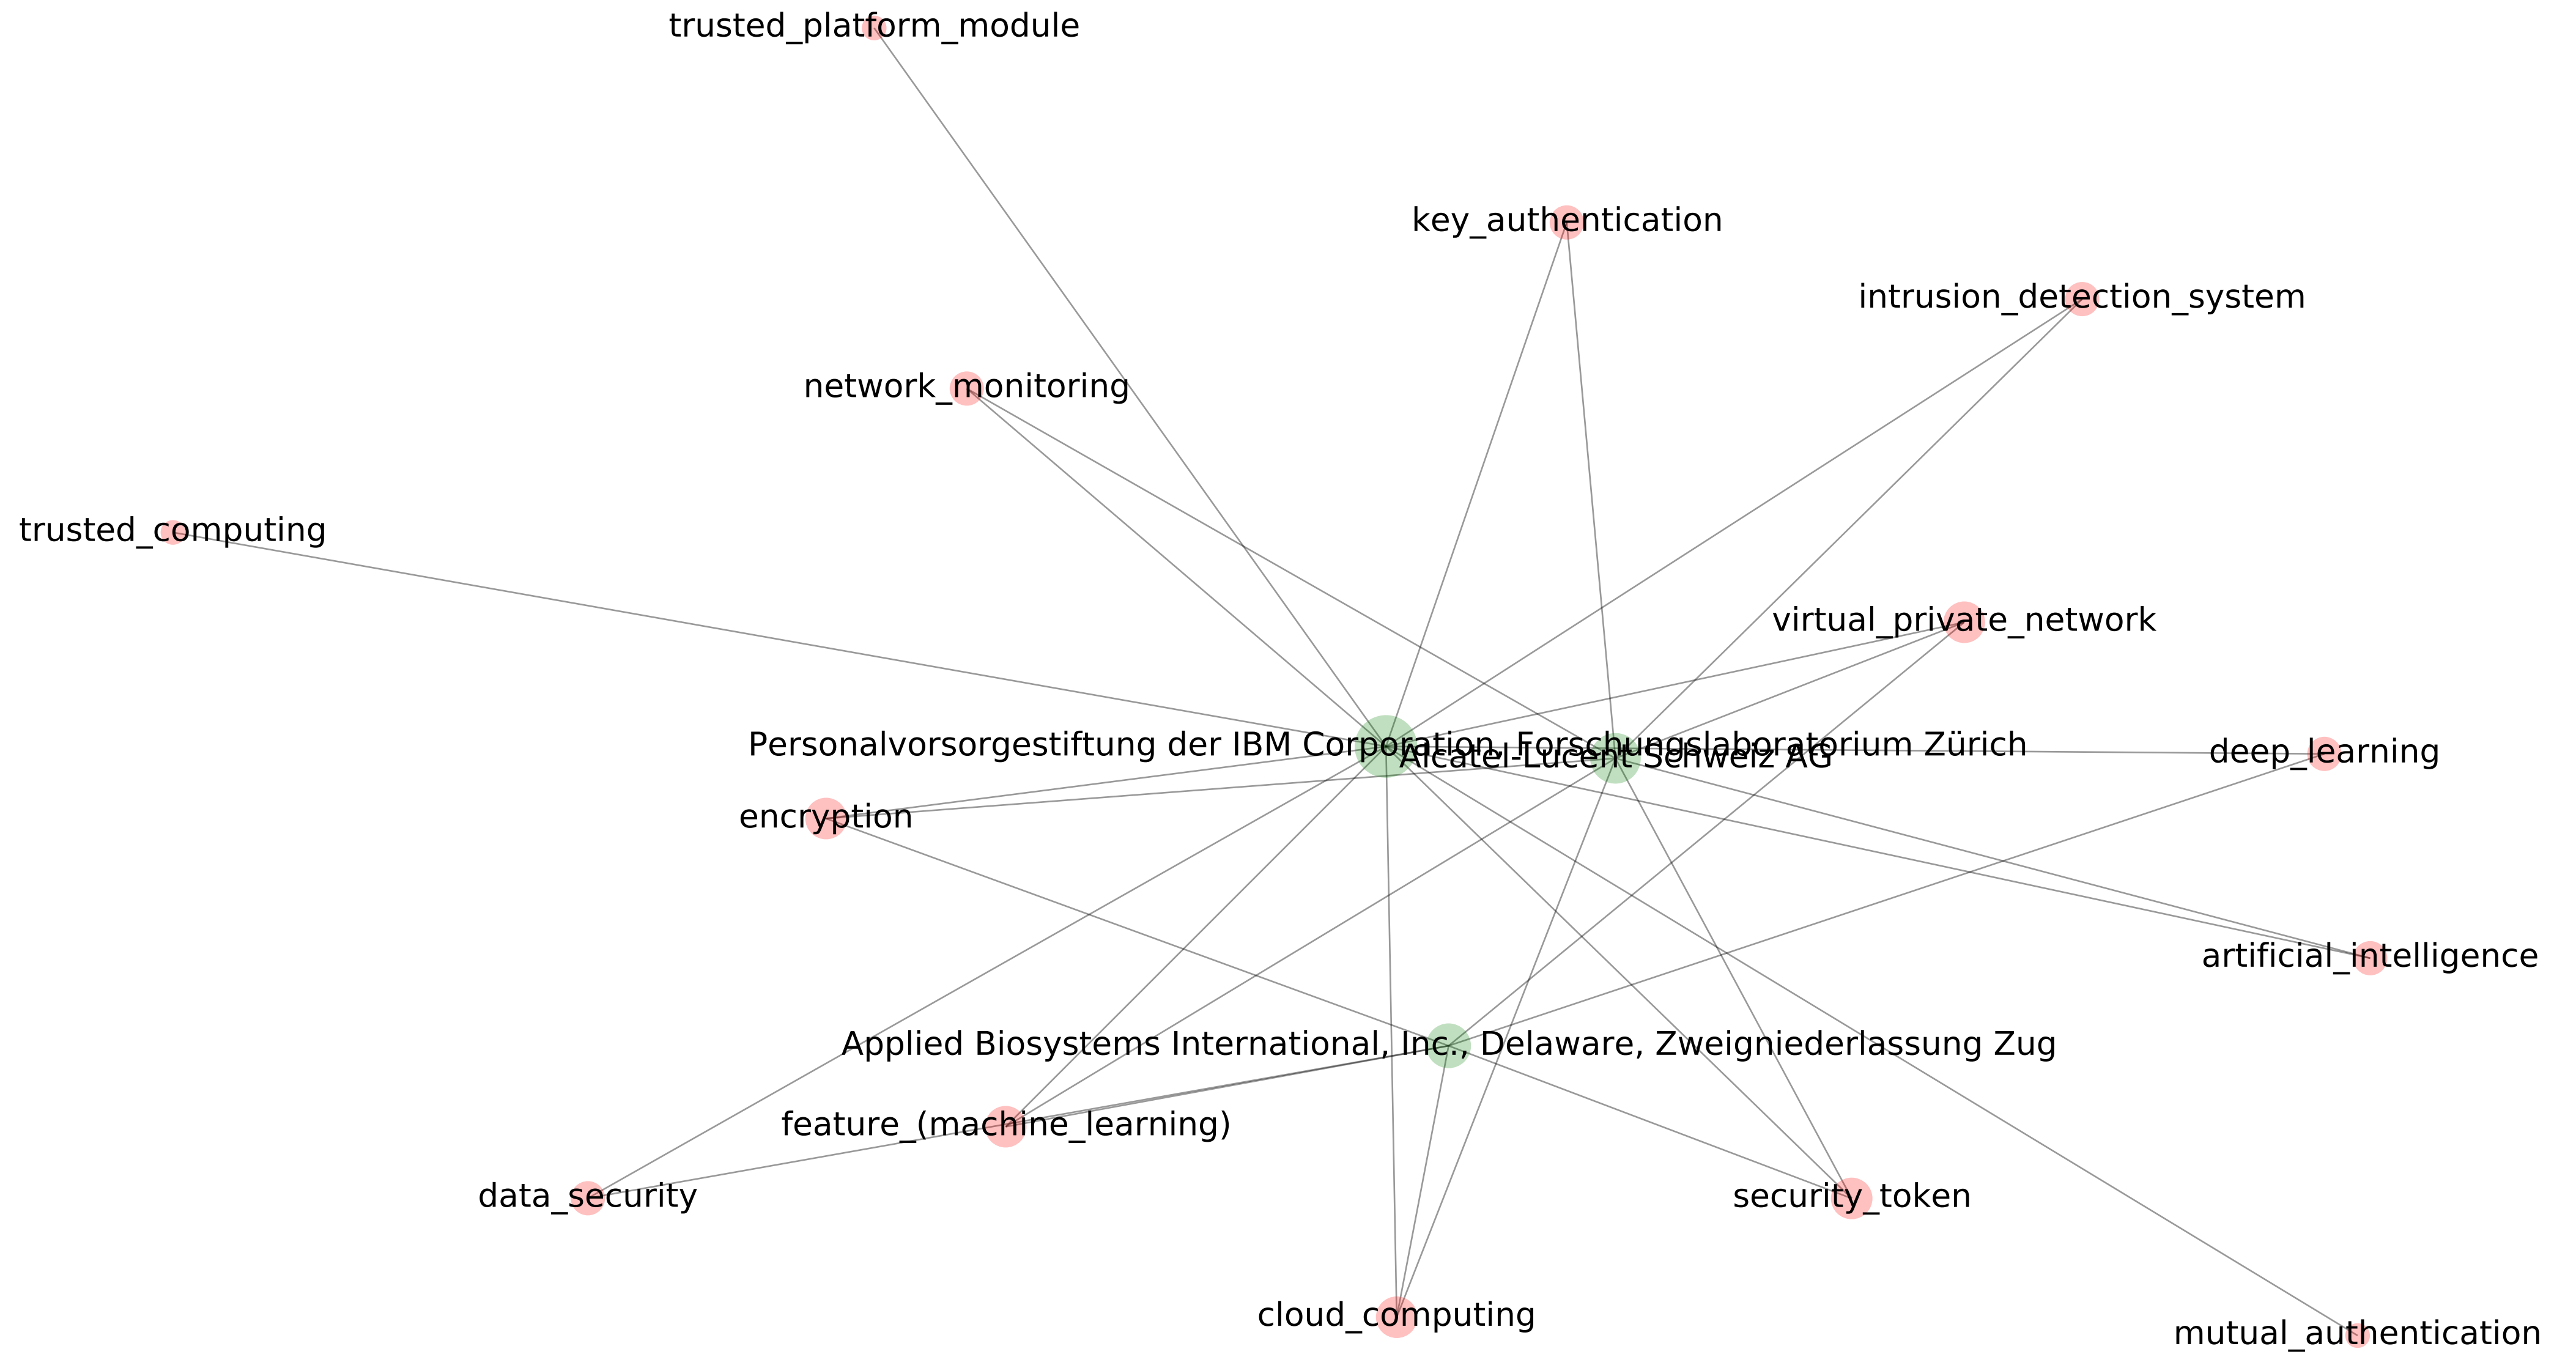 trusted_platform_module
key_authentication
intrusion_detection_system
network_monitoring
trusted_computing
virtual_private_network
Personalvorsorgestiftung der IBM Corporation, Forschungslaboratorium Zürich
Alcatel-Lucent Schweiz AG
deep_learning
encryption
artificial_intelligence
Applied Biosystems International, Inc., Delaware, Zweigniederlassung Zug
feature_(machine_learning)
data_security
security_token
cloud_computing
mutual_authentication